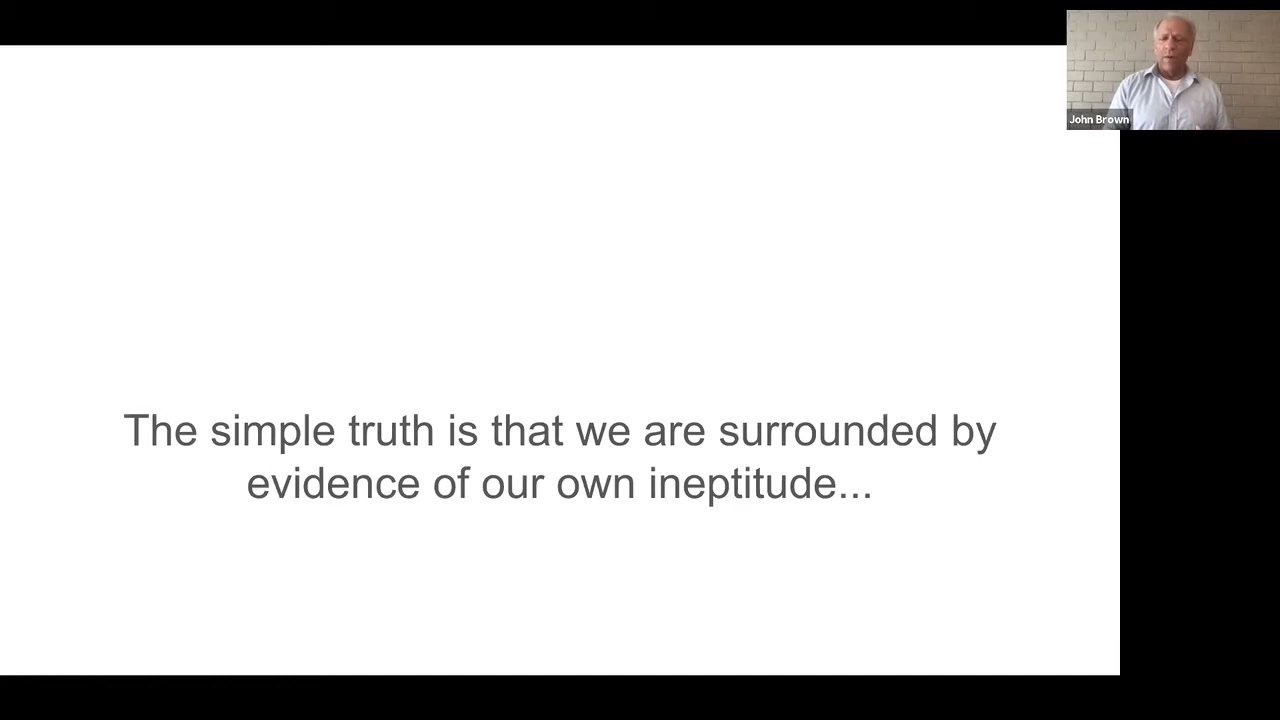 John Brown
The simple truth is that we are surrounded by
evidence of our own ineptitude...